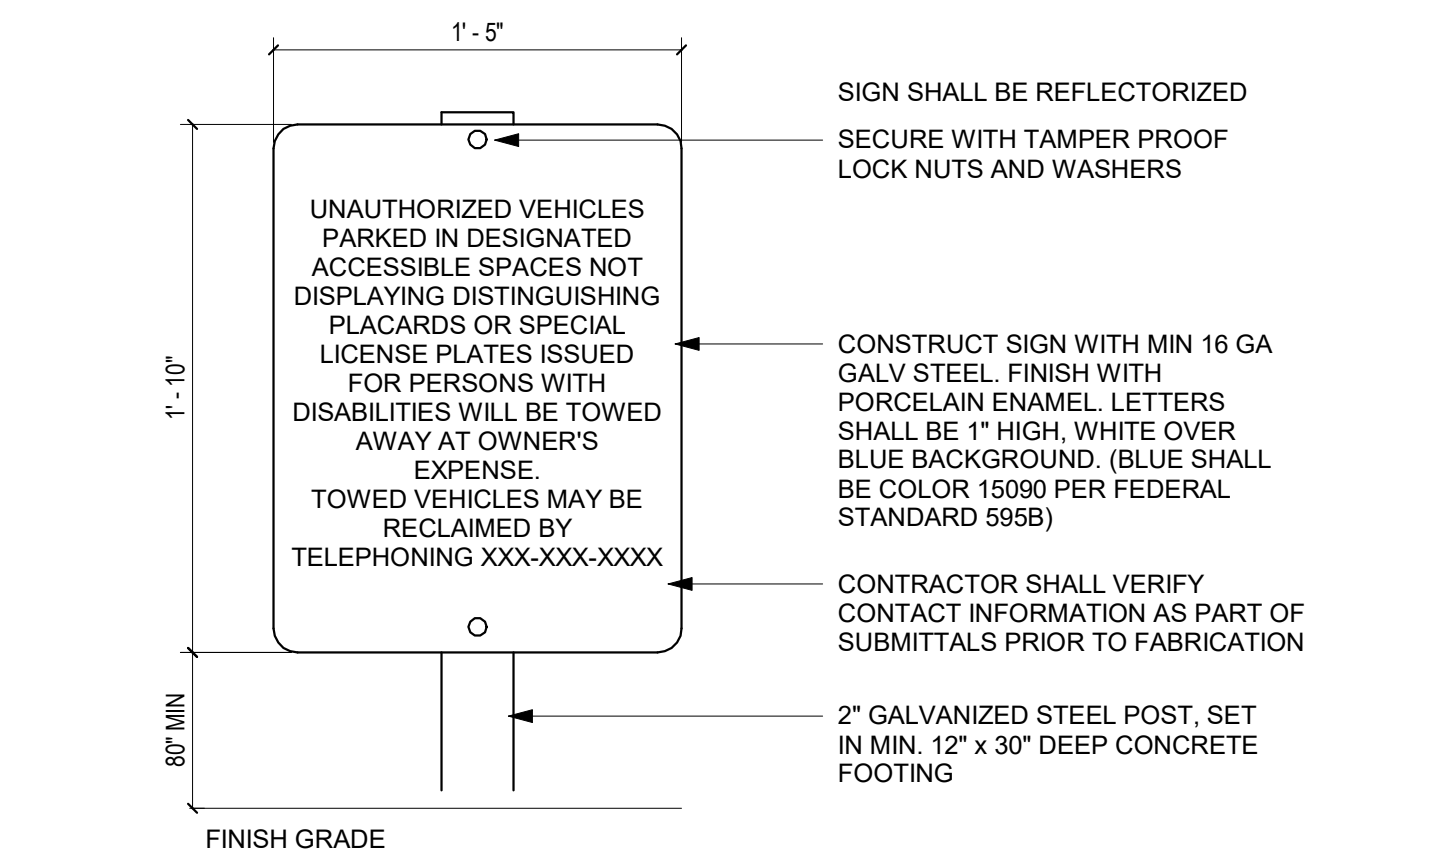 1' - 5"
SIGN SHALL BE REFLECTORIZED
SECURE WITH TAMPER PROOF
LOCK NUTS AND WASHERS
UNAUTHORIZED VEHICLES
PARKED IN DESIGNATED
ACCESSIBLE SPACES NOT
DISPLAYING DISTINGUISHING
PLACARDS OR SPECIAL
LICENSE PLATES ISSUED
FOR PERSONS WITH
DISABILITIES WILL BE TOWED
AWAY AT OWNER'S
EXPENSE.
TOWED VEHICLES MAY BE
RECLAIMED BY
TELEPHONING XXX-XXX-XXXX
1' - 10"
CONSTRUCT SIGN WITH MIN 16 GA
GALV STEEL. FINISH WITH
PORCELAIN ENAMEL. LETTERS
SHALL BE 1" HIGH, WHITE OVER
BLUE BACKGROUND. (BLUE SHALL
BE COLOR 15090 PER FEDERAL
STANDARD 595B)
CONTRACTOR SHALL VERIFY
CONTACT INFORMATION AS PART OF
SUBMITTALS PRIOR TO FABRICATION
80" MIN
2" GALVANIZED STEEL POST, SET
IN MIN. 12" x 30" DEEP CONCRETE
FOOTING
FINISH GRADE